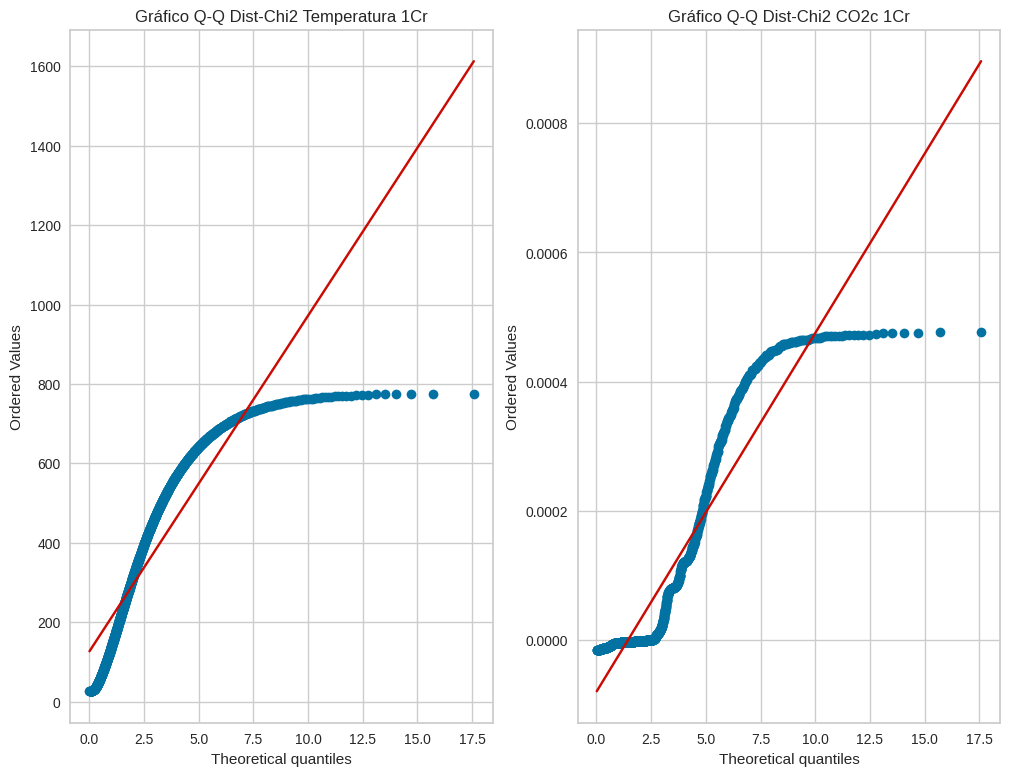 Gráfico Q-Q Dist-Chi2 Temperatura 1Cr
Ordered Values
1600
1400
1200
1000
800
600
400
200
0
0.0 2.5 5.0 7.5 10.0 12.5 15.0 17.5
Theoretical quantiles
Gráfico Q-Q Dist-Chi2 CO2c 1Cr
Ordered Values
0.0008
0.0006
0.0004
0.0002
0.0000
0.0 2.5 5.0 7.5 10.0 12.5 15.0 17.5
Theoretical quantiles